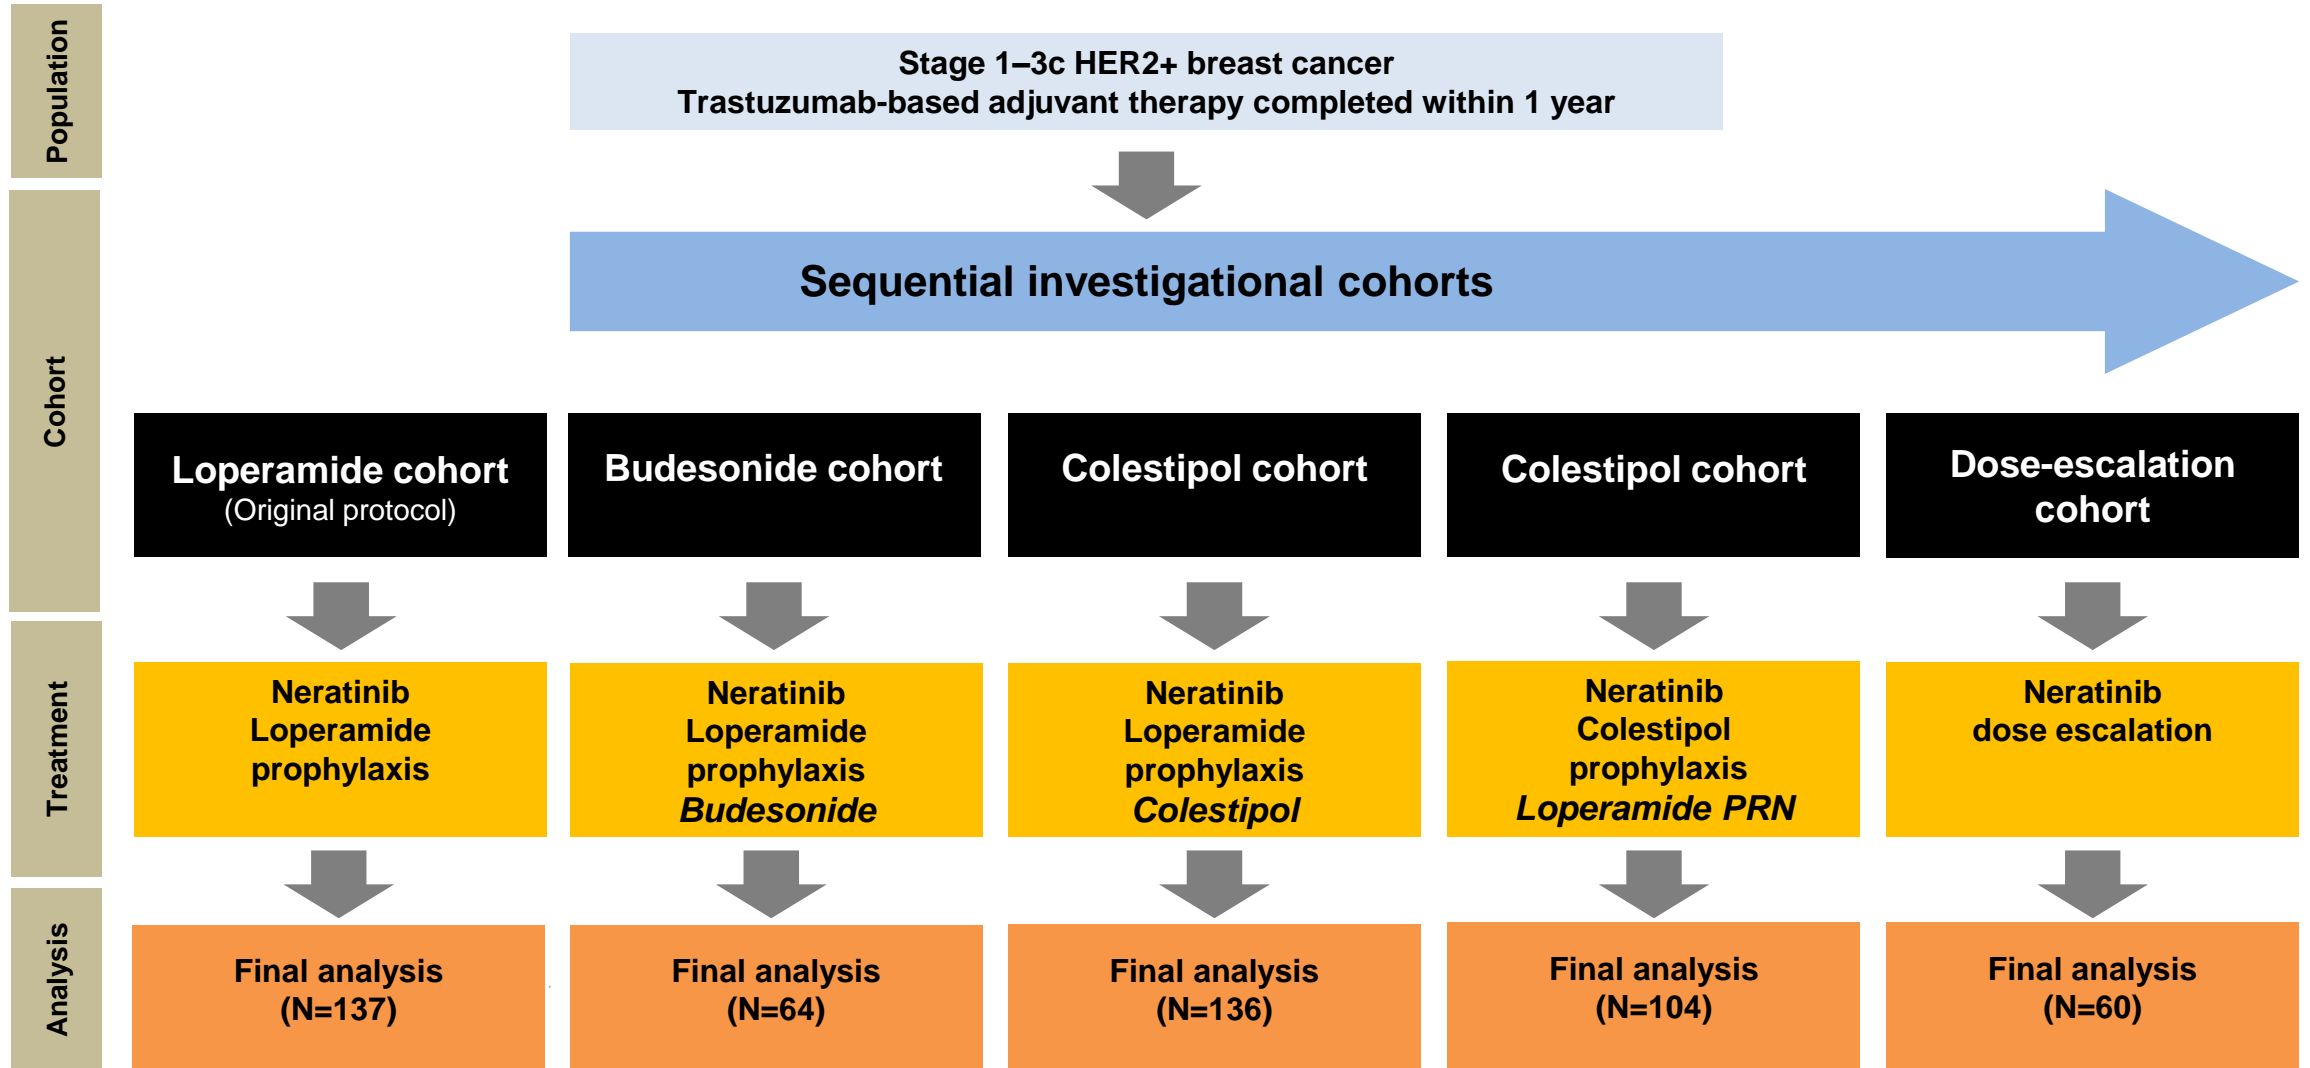 Population
Stage 1–3c HER2+ breast cancer
Trastuzumab-based adjuvant therapy completed within 1 year
Cohort
Sequential investigational cohorts
Loperamide cohort
(Original protocol)
Budesonide cohort
Colestipol cohort
Colestipol cohort
Dose-escalation
cohort
Treatment
Neratinib
Loperamide
prophylaxis
Neratinib
Loperamide
prophylaxis
Budesonide
Neratinib
Loperamide
prophylaxis
Colestipol
Neratinib
Colestipol
prophylaxis
Loperamide PRN
Neratinib
dose escalation
Analysis
Final analysis
(N=137)
Final analysis
(N=64)
Final analysis
(N=136)
Final analysis
(N=104)
Final analysis
(N=60)